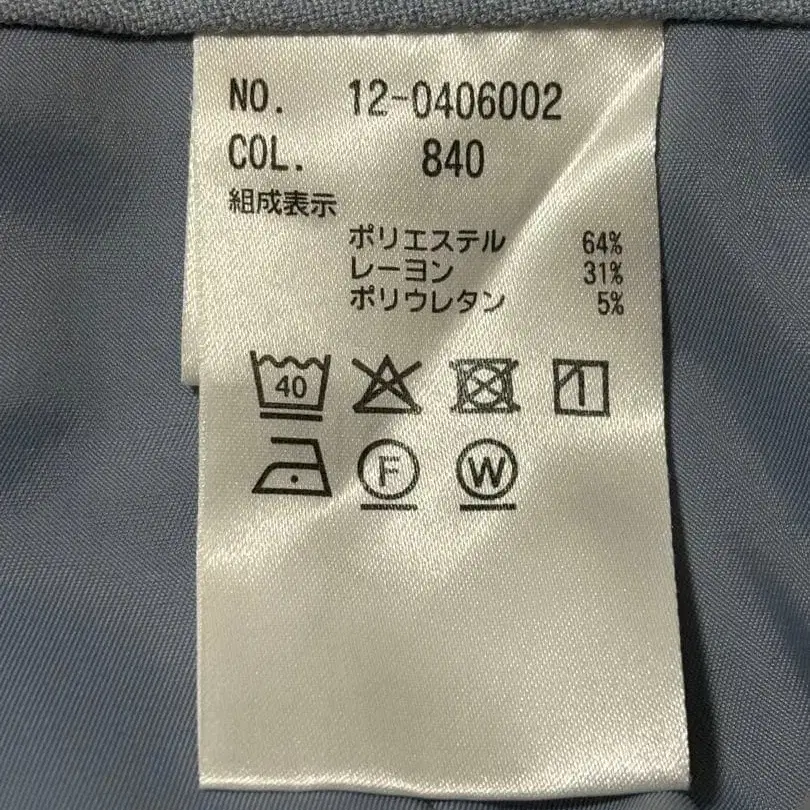 NO. 12-0406002
COL. 840
組成表示
ポリエステル 64%
レーヨン 31%
ポリウレタン 5%
40
F W